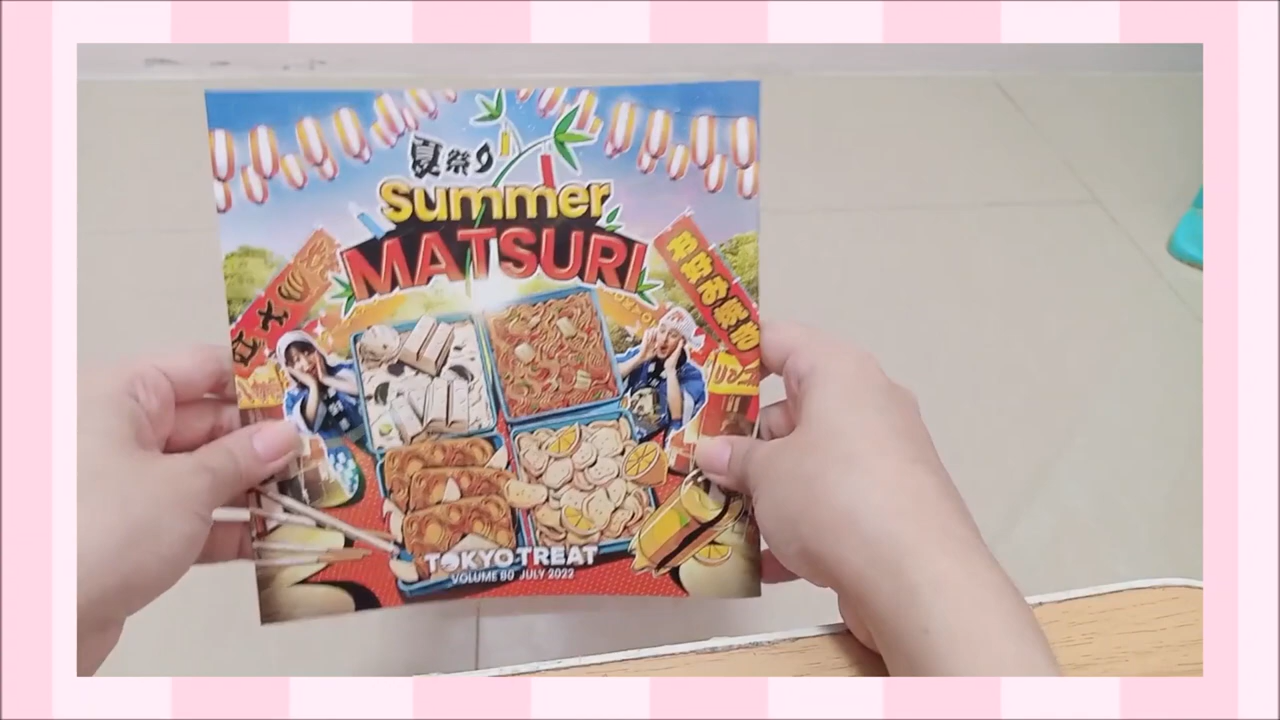 夏祭り
Summer
MATSURI
TOKYOTREAT
VOLUME 80 JULY 2022